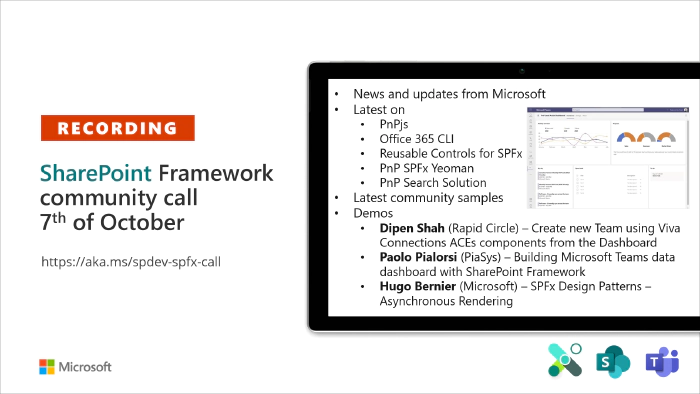 RECORDING
SharePoint Framework
community call
7th of October
https://aka.ms/spdev-spfx-call
Microsoft
• News and updates from Microsoft
• Latest on
• PnPjs
• Office 365 CLI
• Reusable Controls for SPFx
• PnP SPFx Yeoman
• PnP Search Solution
• Latest community samples
• Demos
• Dipen Shah (Rapid Circle) – Create new Team using Viva
Connections ACEs components from the Dashboard
• Paolo Pialorsi (PiaSys) – Building Microsoft Teams data
dashboard with SharePoint Framework
• Hugo Bernier (Microsoft) – SPFx Design Patterns –
Asynchronous Rendering
S
T